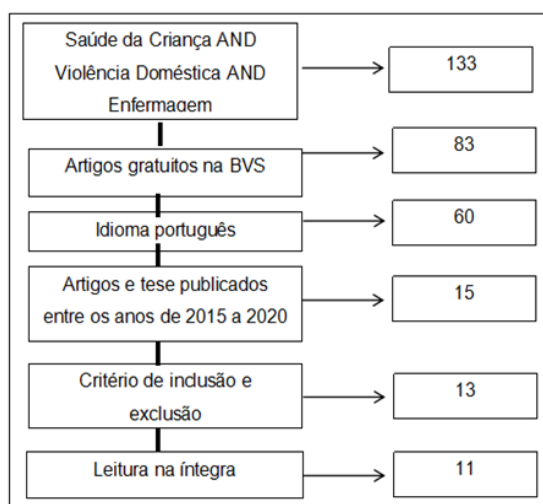 Saúde da Criança AND
Violência Doméstica AND
Enfermagem
133
Artigos gratuitos na BVS
83
Idioma português
60
Artigos e tese publicados
entre os anos de 2015 a 2020
15
Critério de inclusão e
exclusão
13
Leitura na íntegra
11